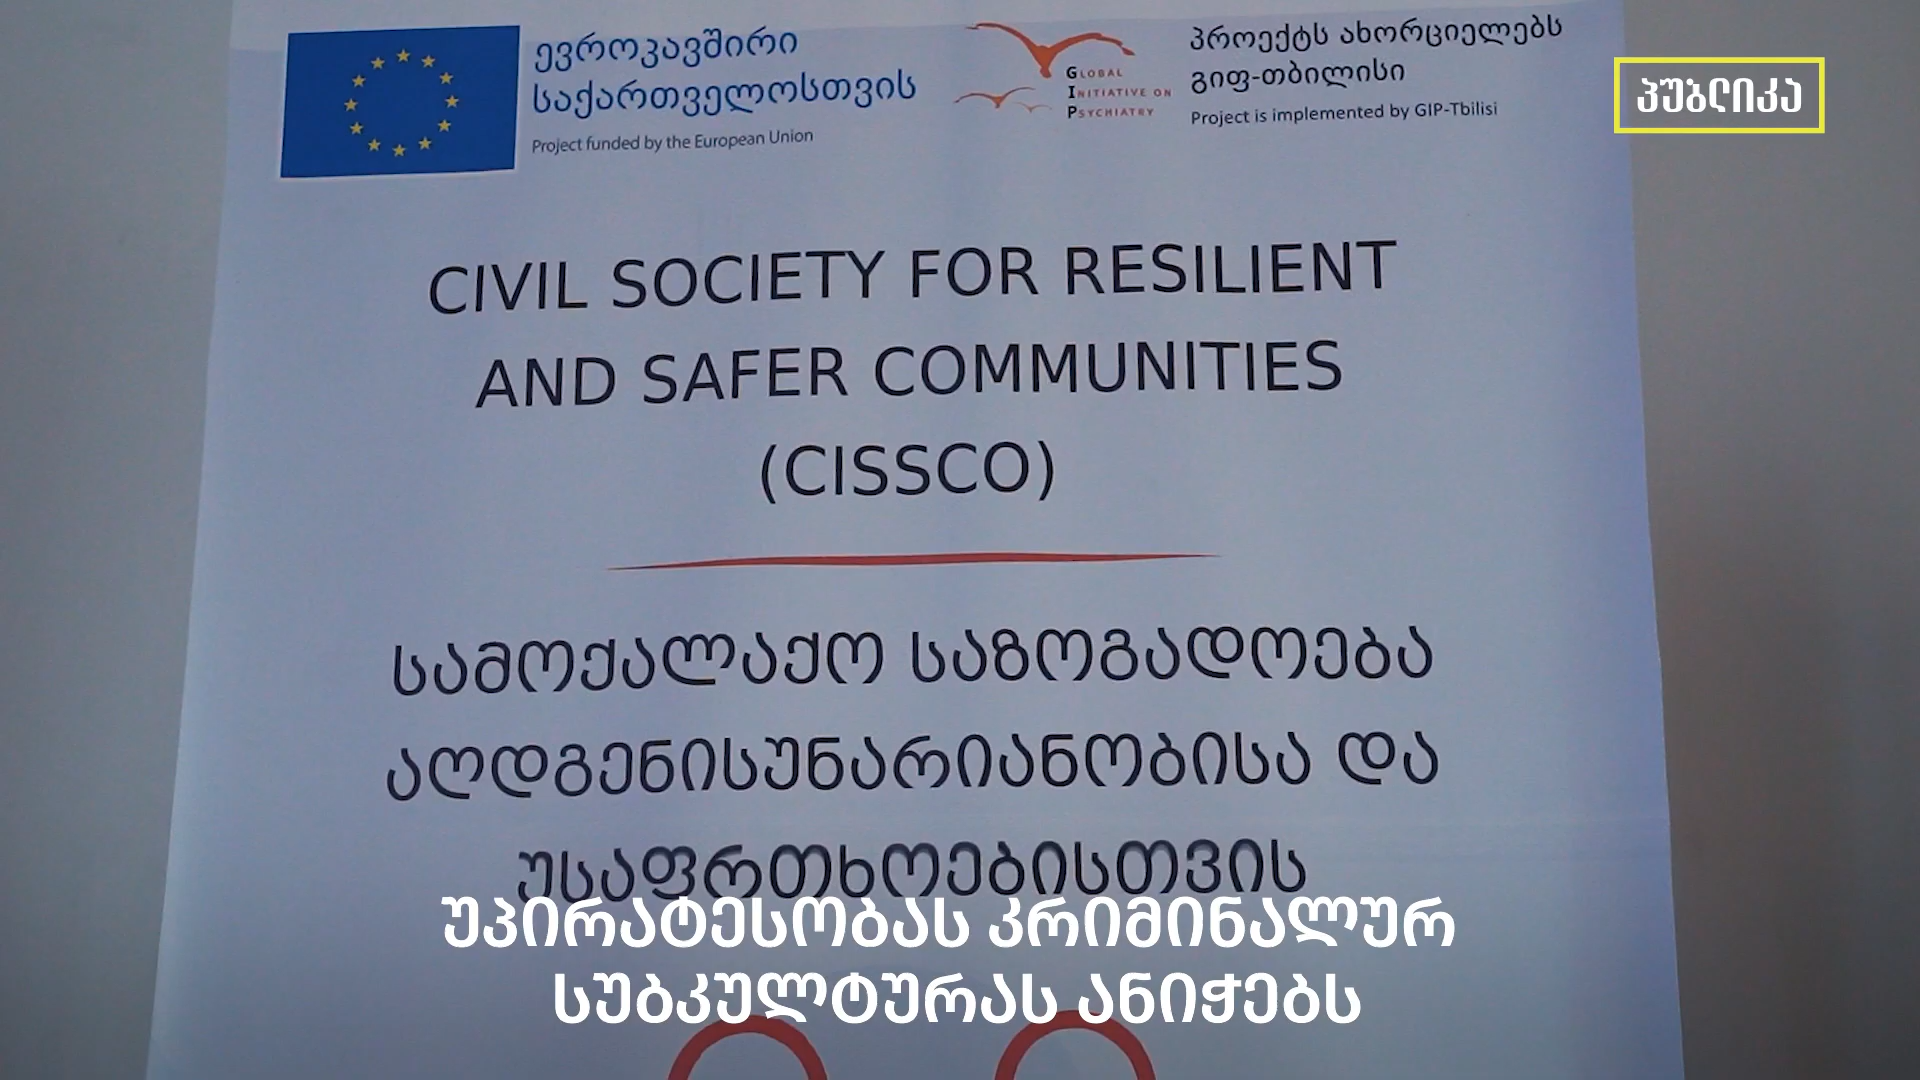 ევროკავშირი
საქართველოსთვის
Project funded by the European Union
GLOBAL
INITIATIVE ON
PSYCHIATRY
პროექტს ახორციელებს
გიფ-თბილისი
Project is implemented by GIP-Tbilisi
პუბლიკა
CIVIL SOCIETY FOR RESILIENT
AND SAFER COMMUNITIES
(CISSCO)
სამოქალაქო საზოგადოება
აღდგენისუნარიანობისა და
უსაფრთხოებისთვის
უპირატესობას კრიმინალურ
სუბკულტურას ანიჭებს